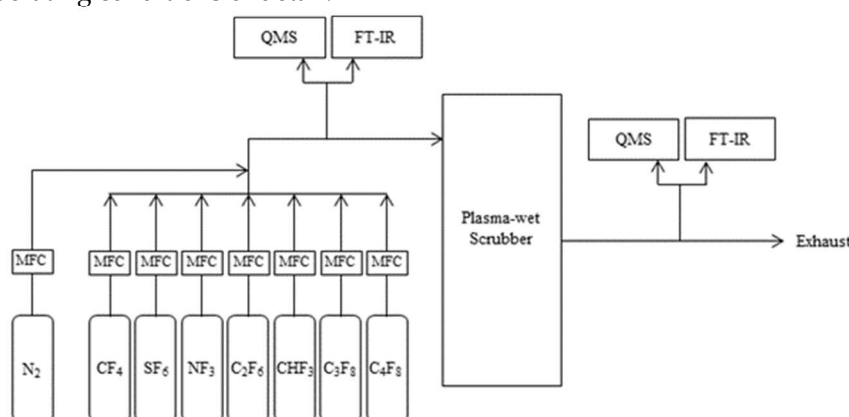 QMS FT-IR
QMS FT-IR
Plasma-wet
Scrubber
Exhaust
MFC MFC MFC MFC MFC MFC MFC MFC
N₂ CF₄ SF₆ NF₃ C₂F₆ CHF₃ C₃F₈ C₄F₈